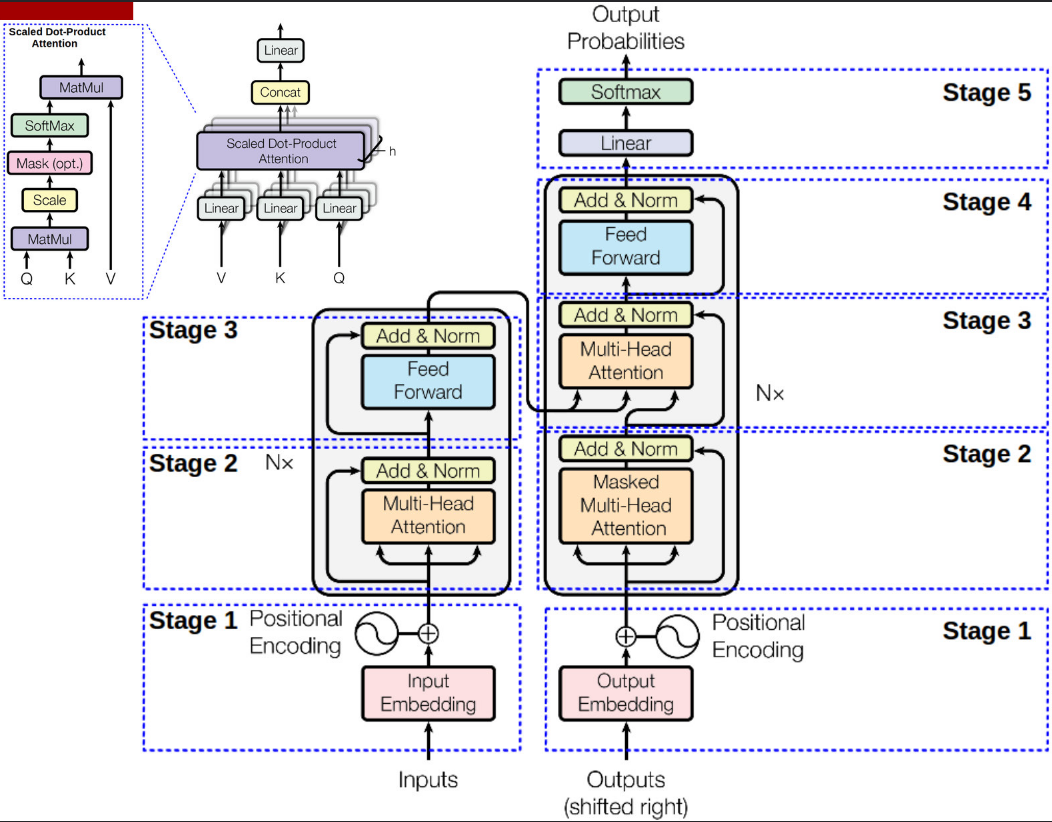 Scaled Dot-Product
Attention
MatMul
SoftMax
Mask (opt.)
Scale
MatMul
Q
K
V
Linear
Concat
Scaled Dot-Product
Attention
h
Linear
Linear
Linear
V
K
Q
Output
Probabilities
Stage 5
Softmax
Linear
Stage 4
Add & Norm
Feed
Forward
Stage 3
Add & Norm
Multi-Head
Attention
N×
Stage 2
Add & Norm
Masked
Multi-Head
Attention
Stage 1
Positional
Encoding
Output
Embedding
Outputs
(shifted right)
Stage 3
Add & Norm
Feed
Forward
Stage 2
N×
Add & Norm
Multi-Head
Attention
Stage 1
Positional
Encoding
Input
Embedding
Inputs